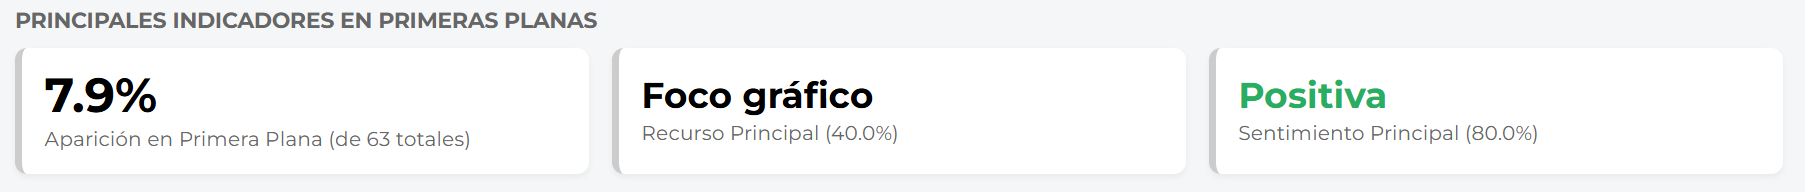 PRINCIPALES INDICADORES EN PRIMERAS PLANAS
7.9%
Aparición en Primera Plana (de 63 totales)
Foco gráfico
Recurso Principal (40.0%)
Positiva
Sentimiento Principal (80.0%)